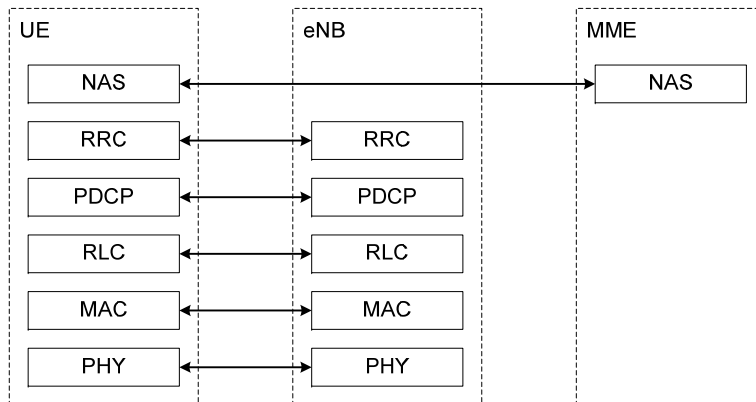 UE
eNB
MME
NAS
NAS
RRC
RRC
PDCP
PDCP
RLC
RLC
MAC
MAC
PHY
PHY